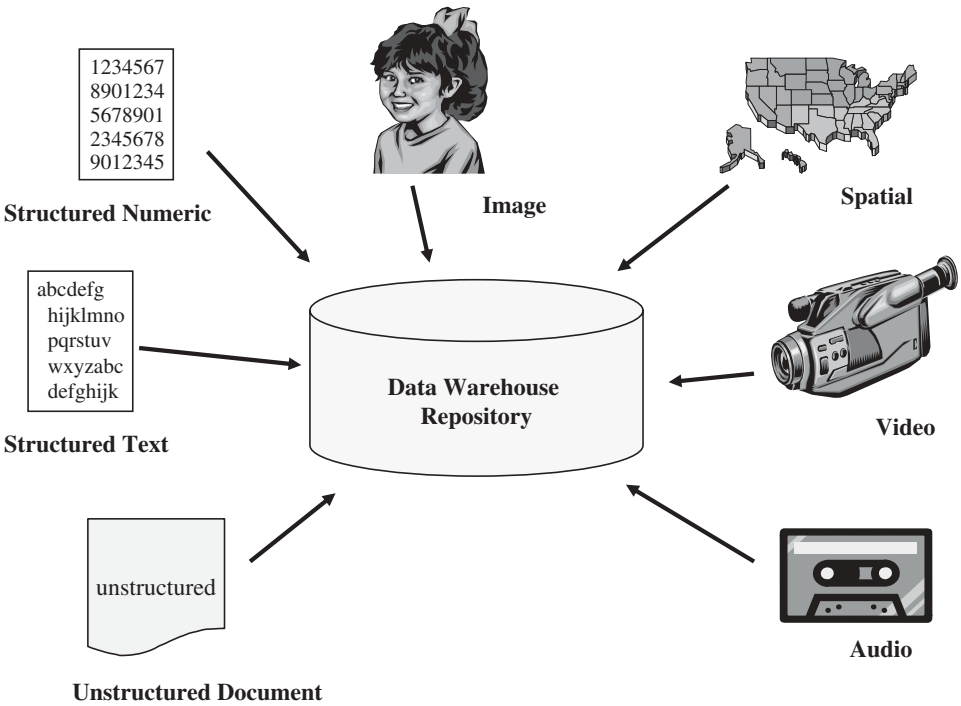 1234567
8901234
5678901
2345678
9012345
Structured Numeric
Image
Spatial
abcdefg
hijklmno
pqrstuv
wxyzabc
defghijk
Structured Text
Data Warehouse
Repository
Video
unstructured
Unstructured Document
Audio